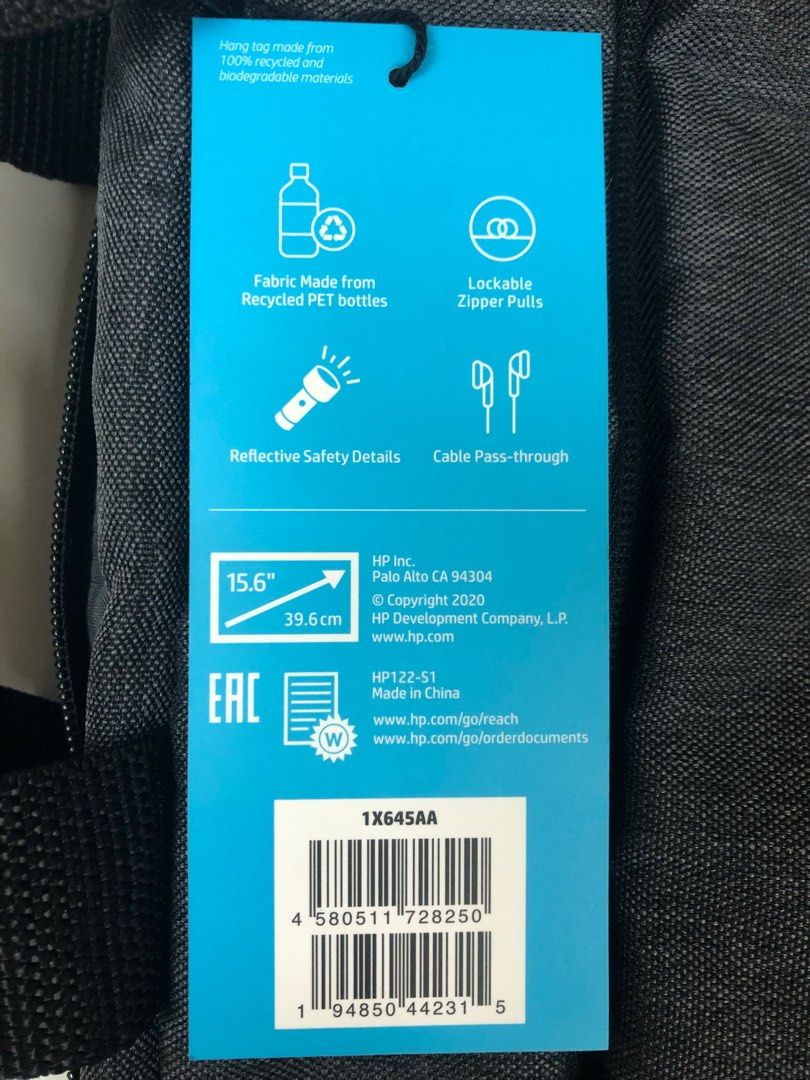 Hang tag made from
100% recycled and
biodegradable materials
Fabric Made from
Recycled PET bottles
Lockable
Zipper Pulls
Reflective Safety Details
Cable Pass-through
15.6"
39.6cm
HP Inc.
Palo Alto CA 94304
© Copyright 2020
HP Development Company, L.P.
www.hp.com
EAC
W
HP122-S1
Made in China
www.hp.com/go/reach
www.hp.com/go/orderdocuments
1X645AA
4 580511 728250
1 94850 44231 5